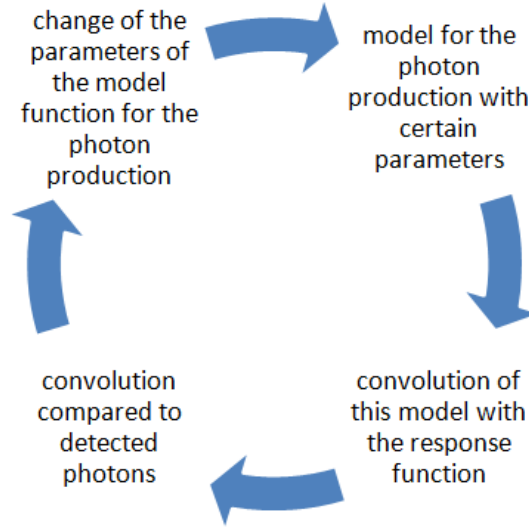 change of the
parameters of
the model
function for the
photon
production
model for the
photon
production with
certain
parameters
convolution of
this model with
the response
function
convolution
compared to
detected
photons